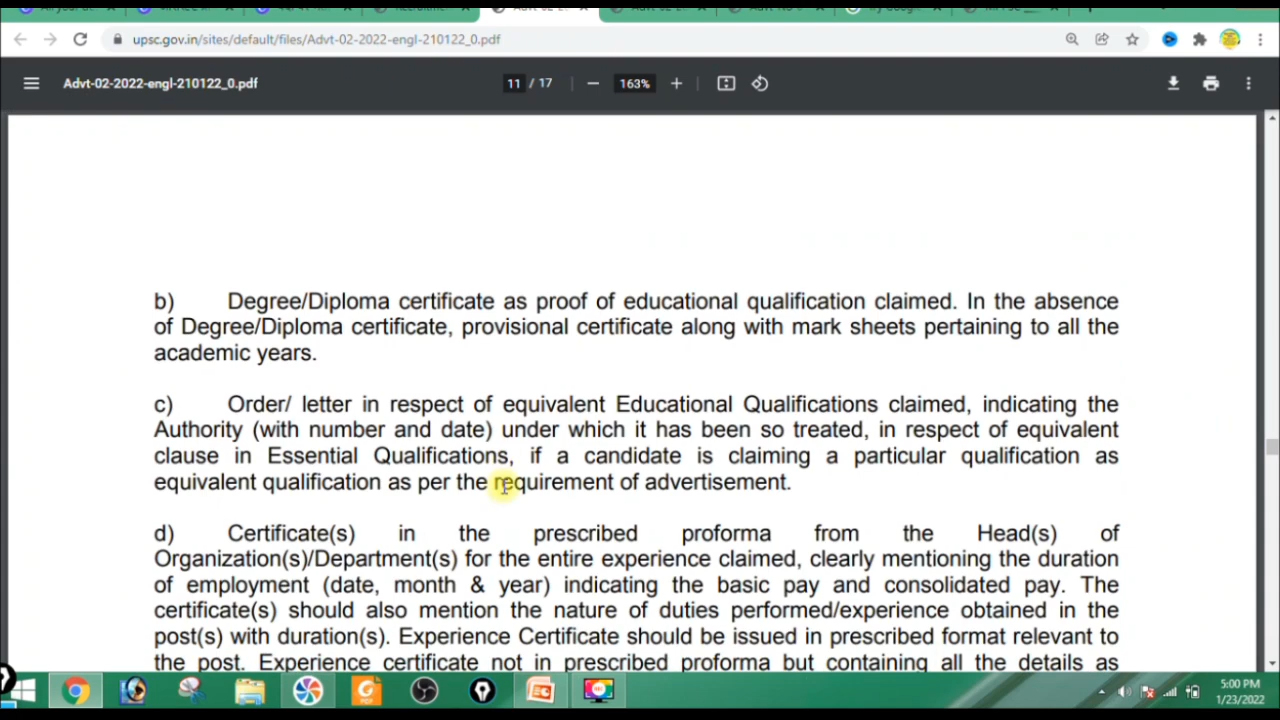 upsc.gov.in/sites/default/files/Advt-02-2022-engl-210122_0.pdf
Advt-02-2022-engl-210122_0.pdf
11 / 17
163%
b) Degree/Diploma certificate as proof of educational qualification claimed. In the absence
of Degree/Diploma certificate, provisional certificate along with mark sheets pertaining to all the
academic years.
c) Order/ letter in respect of equivalent Educational Qualifications claimed, indicating the
Authority (with number and date) under which it has been so treated, in respect of equivalent
clause in Essential Qualifications, if a candidate is claiming a particular qualification as
equivalent qualification as per the requirement of advertisement.
d) Certificate(s) in the prescribed proforma from the Head(s) of
Organization(s)/Department(s) for the entire experience claimed, clearly mentioning the duration
of employment (date, month & year) indicating the basic pay and consolidated pay. The
certificate(s) should also mention the nature of duties performed/experience obtained in the
post(s) with duration(s). Experience Certificate should be issued in prescribed format relevant to
the post. Experience certificate not in prescribed proforma but containing all the details as
5:00 PM
1/23/2022